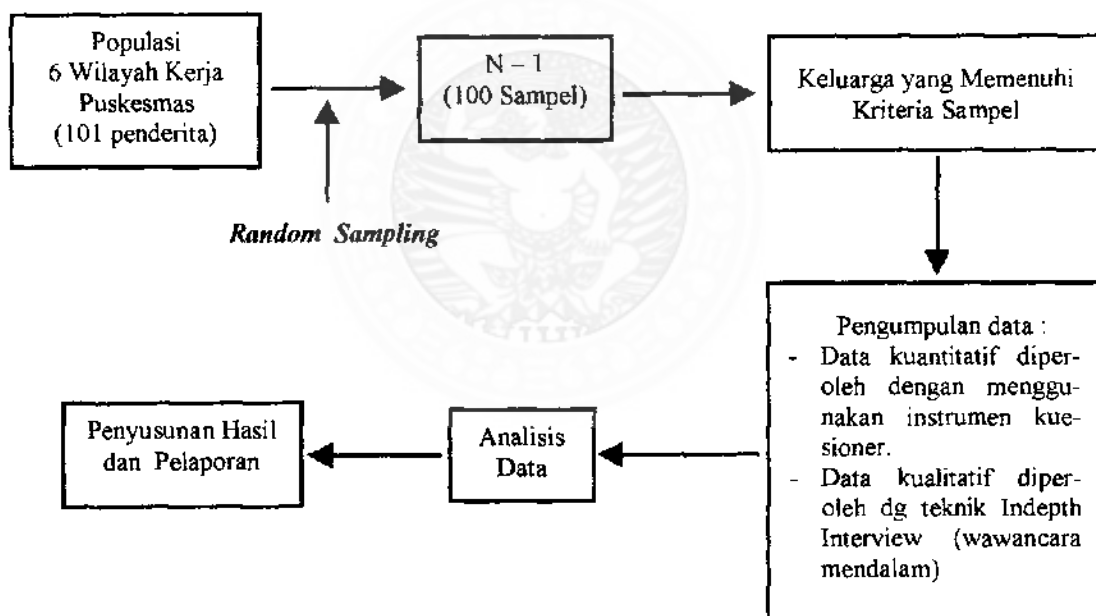 Populasi
6 Wilayah Kerja
Puskesmas
(101 penderita)
Random Sampling
N – 1
(100 Sampel)
Keluarga yang Memenuhi
Kriteria Sampel
Pengumpulan data :
- Data kuantitatif diper-
oleh dengan menggu-
nakan instrumen kue-
sioner.
- Data kualitatif diper-
oleh dg teknik Indepth
Interview (wawancara
mendalam)
Analisis
Data
Penyusunan Hasil
dan Pelaporan